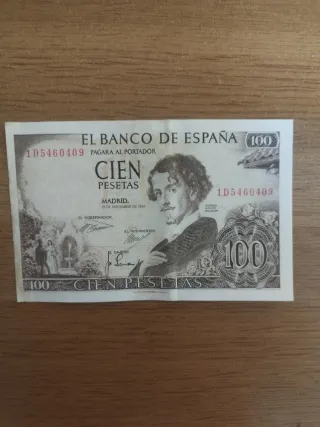 EL BANCO DE ESPAÑA
100
PAGARA AL PORTADOR
1D5460409
CIEN
PESETAS
1D5460409
MADRID,
EL GOBERNADOR
EL INTERVENTOR
EL CAJERO
100
100
CIEN PESETAS